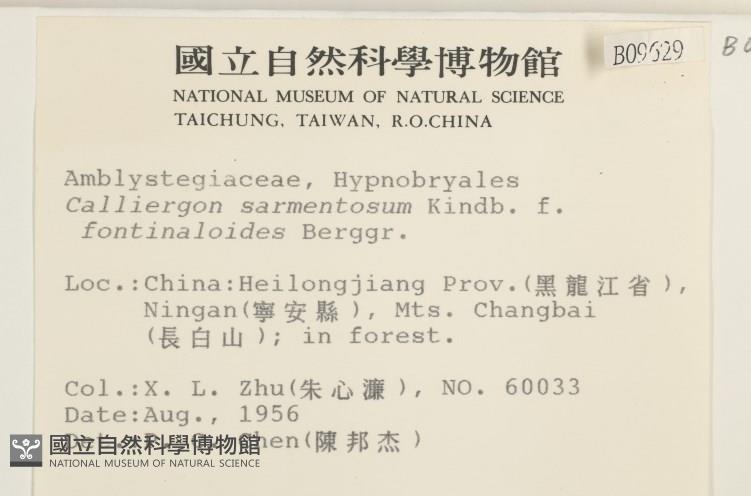 國立自然科學博物館
B09629
NATIONAL MUSEUM OF NATURAL SCIENCE
TAICHUNG, TAIWAN, R.O.CHINA
Amblystegiaceae, Hypnobryales
Calliergon sarmentosum Kindb. f.
fontinaloides Berggr.
Loc.:China:Heilongjiang Prov.(黑龍江省),
Ningan(寧安縣), Mts. Changbai
(長白山); in forest.
Col.:X. L. Zhu(朱心濂), NO. 60033
Date:Aug., 1956
Chen(陳邦杰)
國立自然科學博物館
NATIONAL MUSEUM OF NATURAL SCIENCE